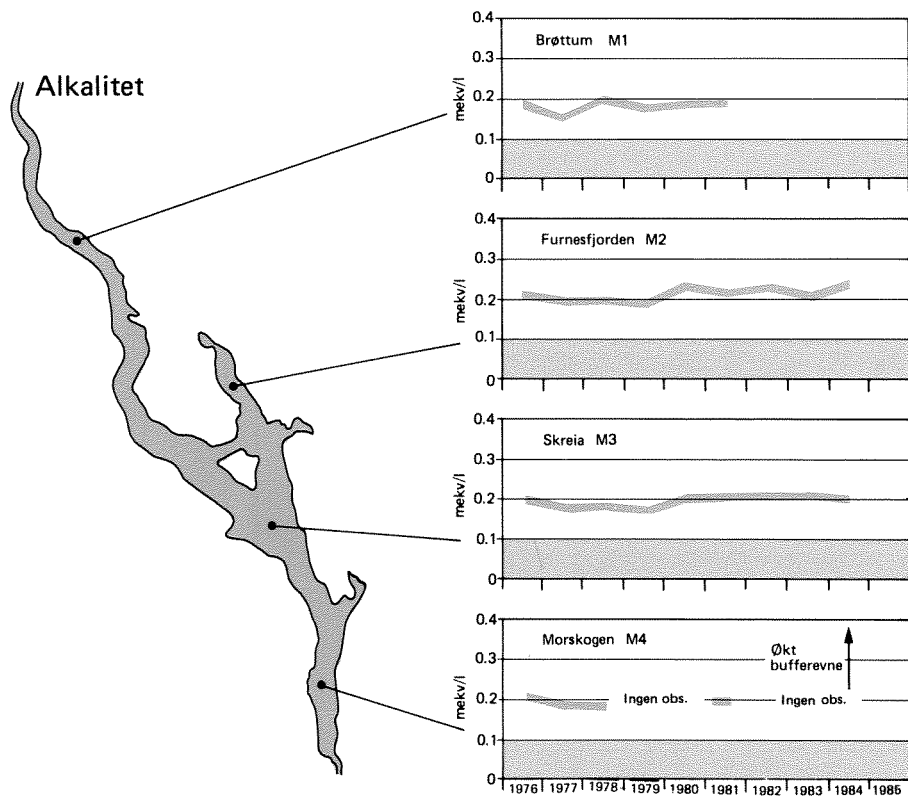 Alkalitet
0.4
Brøttum M1
0.3
mekv/l
0.2
0.1
0
0.4
Furnesfjorden M2
0.3
mekv/l
0.2
0.1
0
0.4
Skreia M3
0.3
mekv/l
0.2
0.1
0
0.4
Morskogen M4
Økt
bufferevne
0.3
mekv/l
0.2
Ingen obs.
Ingen obs.
0.1
0
1976 1977 1978 1979 1980 1981 1982 1983 1984 1985